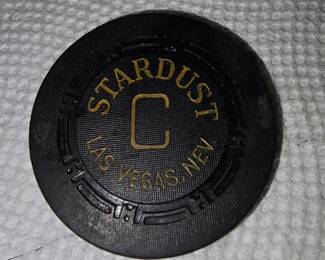 STARDUST
C
LAS VEGAS, NEV